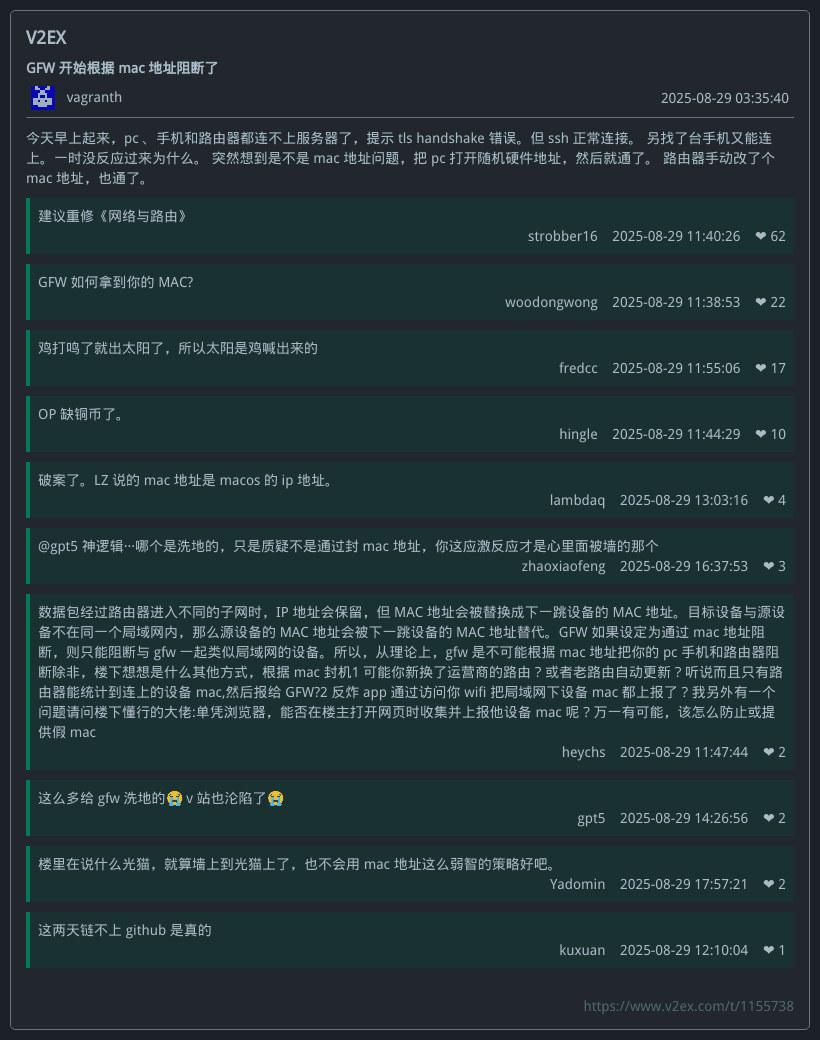 V2EX
GFW 开始根据 mac 地址阻断了
vagranth
2025-08-29 03:35:40
今天早上起来，pc 、手机和路由器都连不上服务器了，提示 tls handshake 错误。但 ssh 正常连接。 另找了台手机又能连
上。一时没反应过来为什么。 突然想到是不是 mac 地址问题，把 pc 打开随机硬件地址，然后就通了。 路由器手动改了个
mac 地址，也通了。
建议重修《网络与路由》
strobber16 2025-08-29 11:40:26 ❤ 62
GFW 如何拿到你的 MAC?
woodongwong 2025-08-29 11:38:53 ❤ 22
鸡打鸣了就出太阳了，所以太阳是鸡喊出来的
fredcc 2025-08-29 11:55:06 ❤ 17
OP 缺铜币了。
hingle 2025-08-29 11:44:29 ❤ 10
破案了。LZ 说的 mac 地址是 macos 的 ip 地址。
lambdaq 2025-08-29 13:03:16 ❤ 4
@gpt5 神逻辑···哪个是洗地的，只是质疑不是通过封 mac 地址，你这应激反应才是心里面被墙的那个
zhaoxiaofeng 2025-08-29 16:37:53 ❤ 3
数据包经过路由器进入不同的子网时，IP 地址会保留，但 MAC 地址会被替换成下一跳设备的 MAC 地址。目标设备与源设
备不在同一个局域网内，那么源设备的 MAC 地址会被下一跳设备的 MAC 地址替代。GFW 如果设定为通过 mac 地址阻
断，则只能阻断与 gfw 一起类似局域网的设备。所以，从理论上，gfw 是不可能根据 mac 地址把你的 pc 手机和路由器阻
断除非，楼下想想是什么其他方式，根据 mac 封机1 可能你新换了运营商的路由？或者老路由自动更新？听说而且只有路
由器能统计到连上的设备 mac,然后报给 GFW?2 反炸 app 通过访问你 wifi 把局域网下设备 mac 都上报了？我另外有一个
问题请问楼下懂行的大佬:单凭浏览器，能否在楼主打开网页时收集并上报他设备 mac 呢？万一有可能，该怎么防止或提
供假 mac
heychs 2025-08-29 11:47:44 ❤ 2
这么多给 gfw 洗地的😭 v 站也沦陷了😭
gpt5 2025-08-29 14:26:56 ❤ 2
楼里在说什么光猫，就算墙上到光猫上了，也不会用 mac 地址这么弱智的策略好吧。
Yadomin 2025-08-29 17:57:21 ❤ 2
这两天链不上 github 是真的
kuxuan 2025-08-29 12:10:04 ❤ 1
https://www.v2ex.com/t/1155738